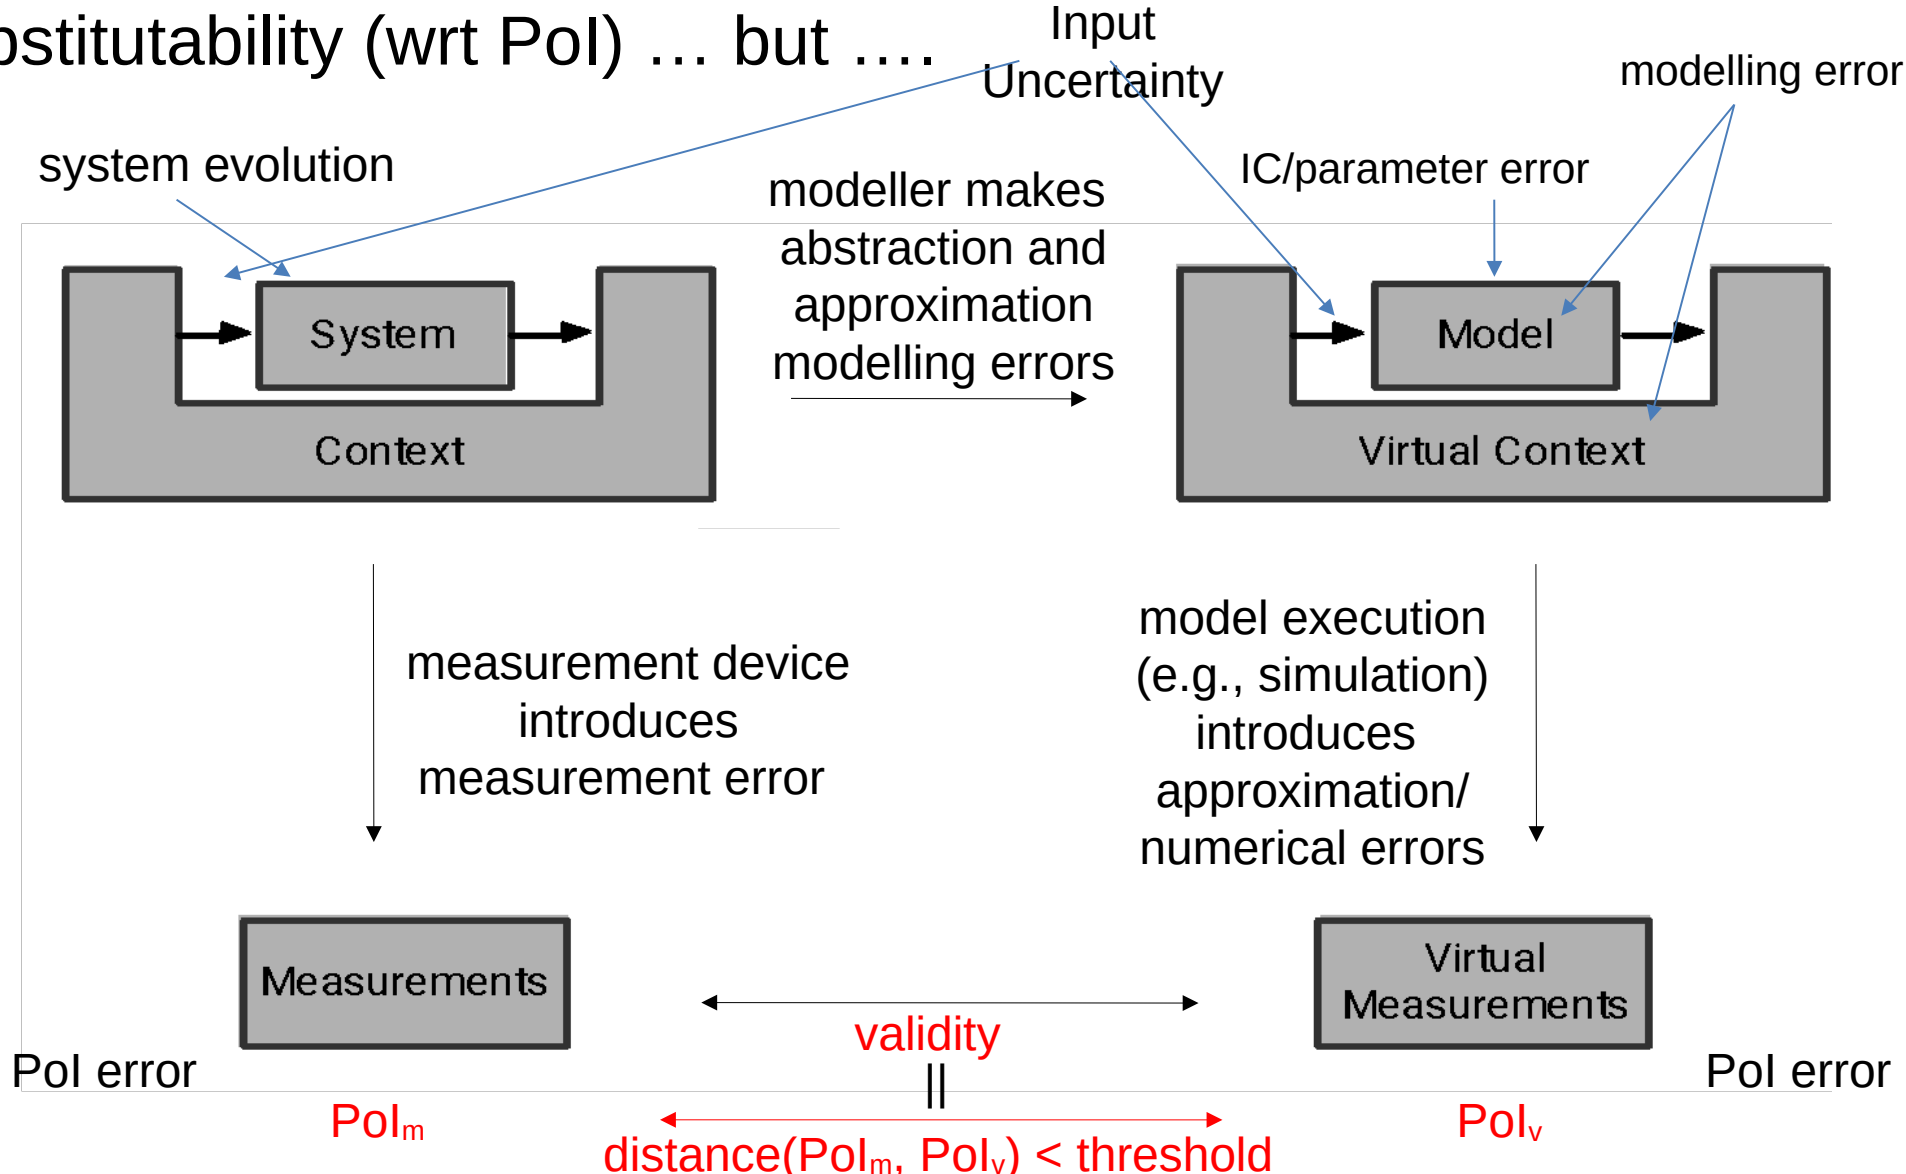 bstitutability (wrt PoI) … but ….
Input
Uncertainty
modelling error
system evolution
IC/parameter error
modeller makes
abstraction and
approximation
modelling errors
System
Context
Model
Virtual Context
measurement device
introduces
measurement error
model execution
(e.g., simulation)
introduces
approximation/
numerical errors
Measurements
Virtual
Measurements
validity
||
PoI error
PoI error
PoIm
PoIv
distance(PoIm, PoIv) < threshold